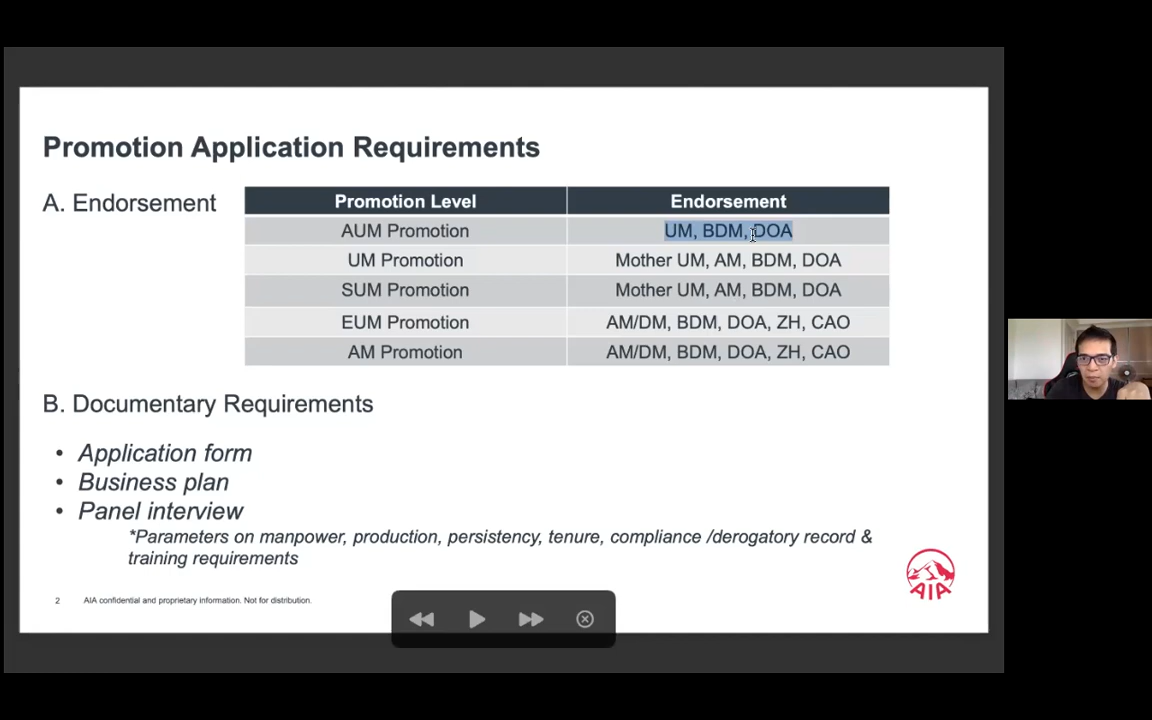 Promotion Application Requirements
A. Endorsement
Promotion Level Endorsement
AUM Promotion UM, BDM, DOA
UM Promotion Mother UM, AM, BDM, DOA
SUM Promotion Mother UM, AM, BDM, DOA
EUM Promotion AM/DM, BDM, DOA, ZH, CAO
AM Promotion AM/DM, BDM, DOA, ZH, CAO
B. Documentary Requirements
• Application form
• Business plan
• Panel interview
*Parameters on manpower, production, persistency, tenure, compliance /derogatory record &
training requirements
AIA
2 AIA confidential and proprietary information. Not for distribution.